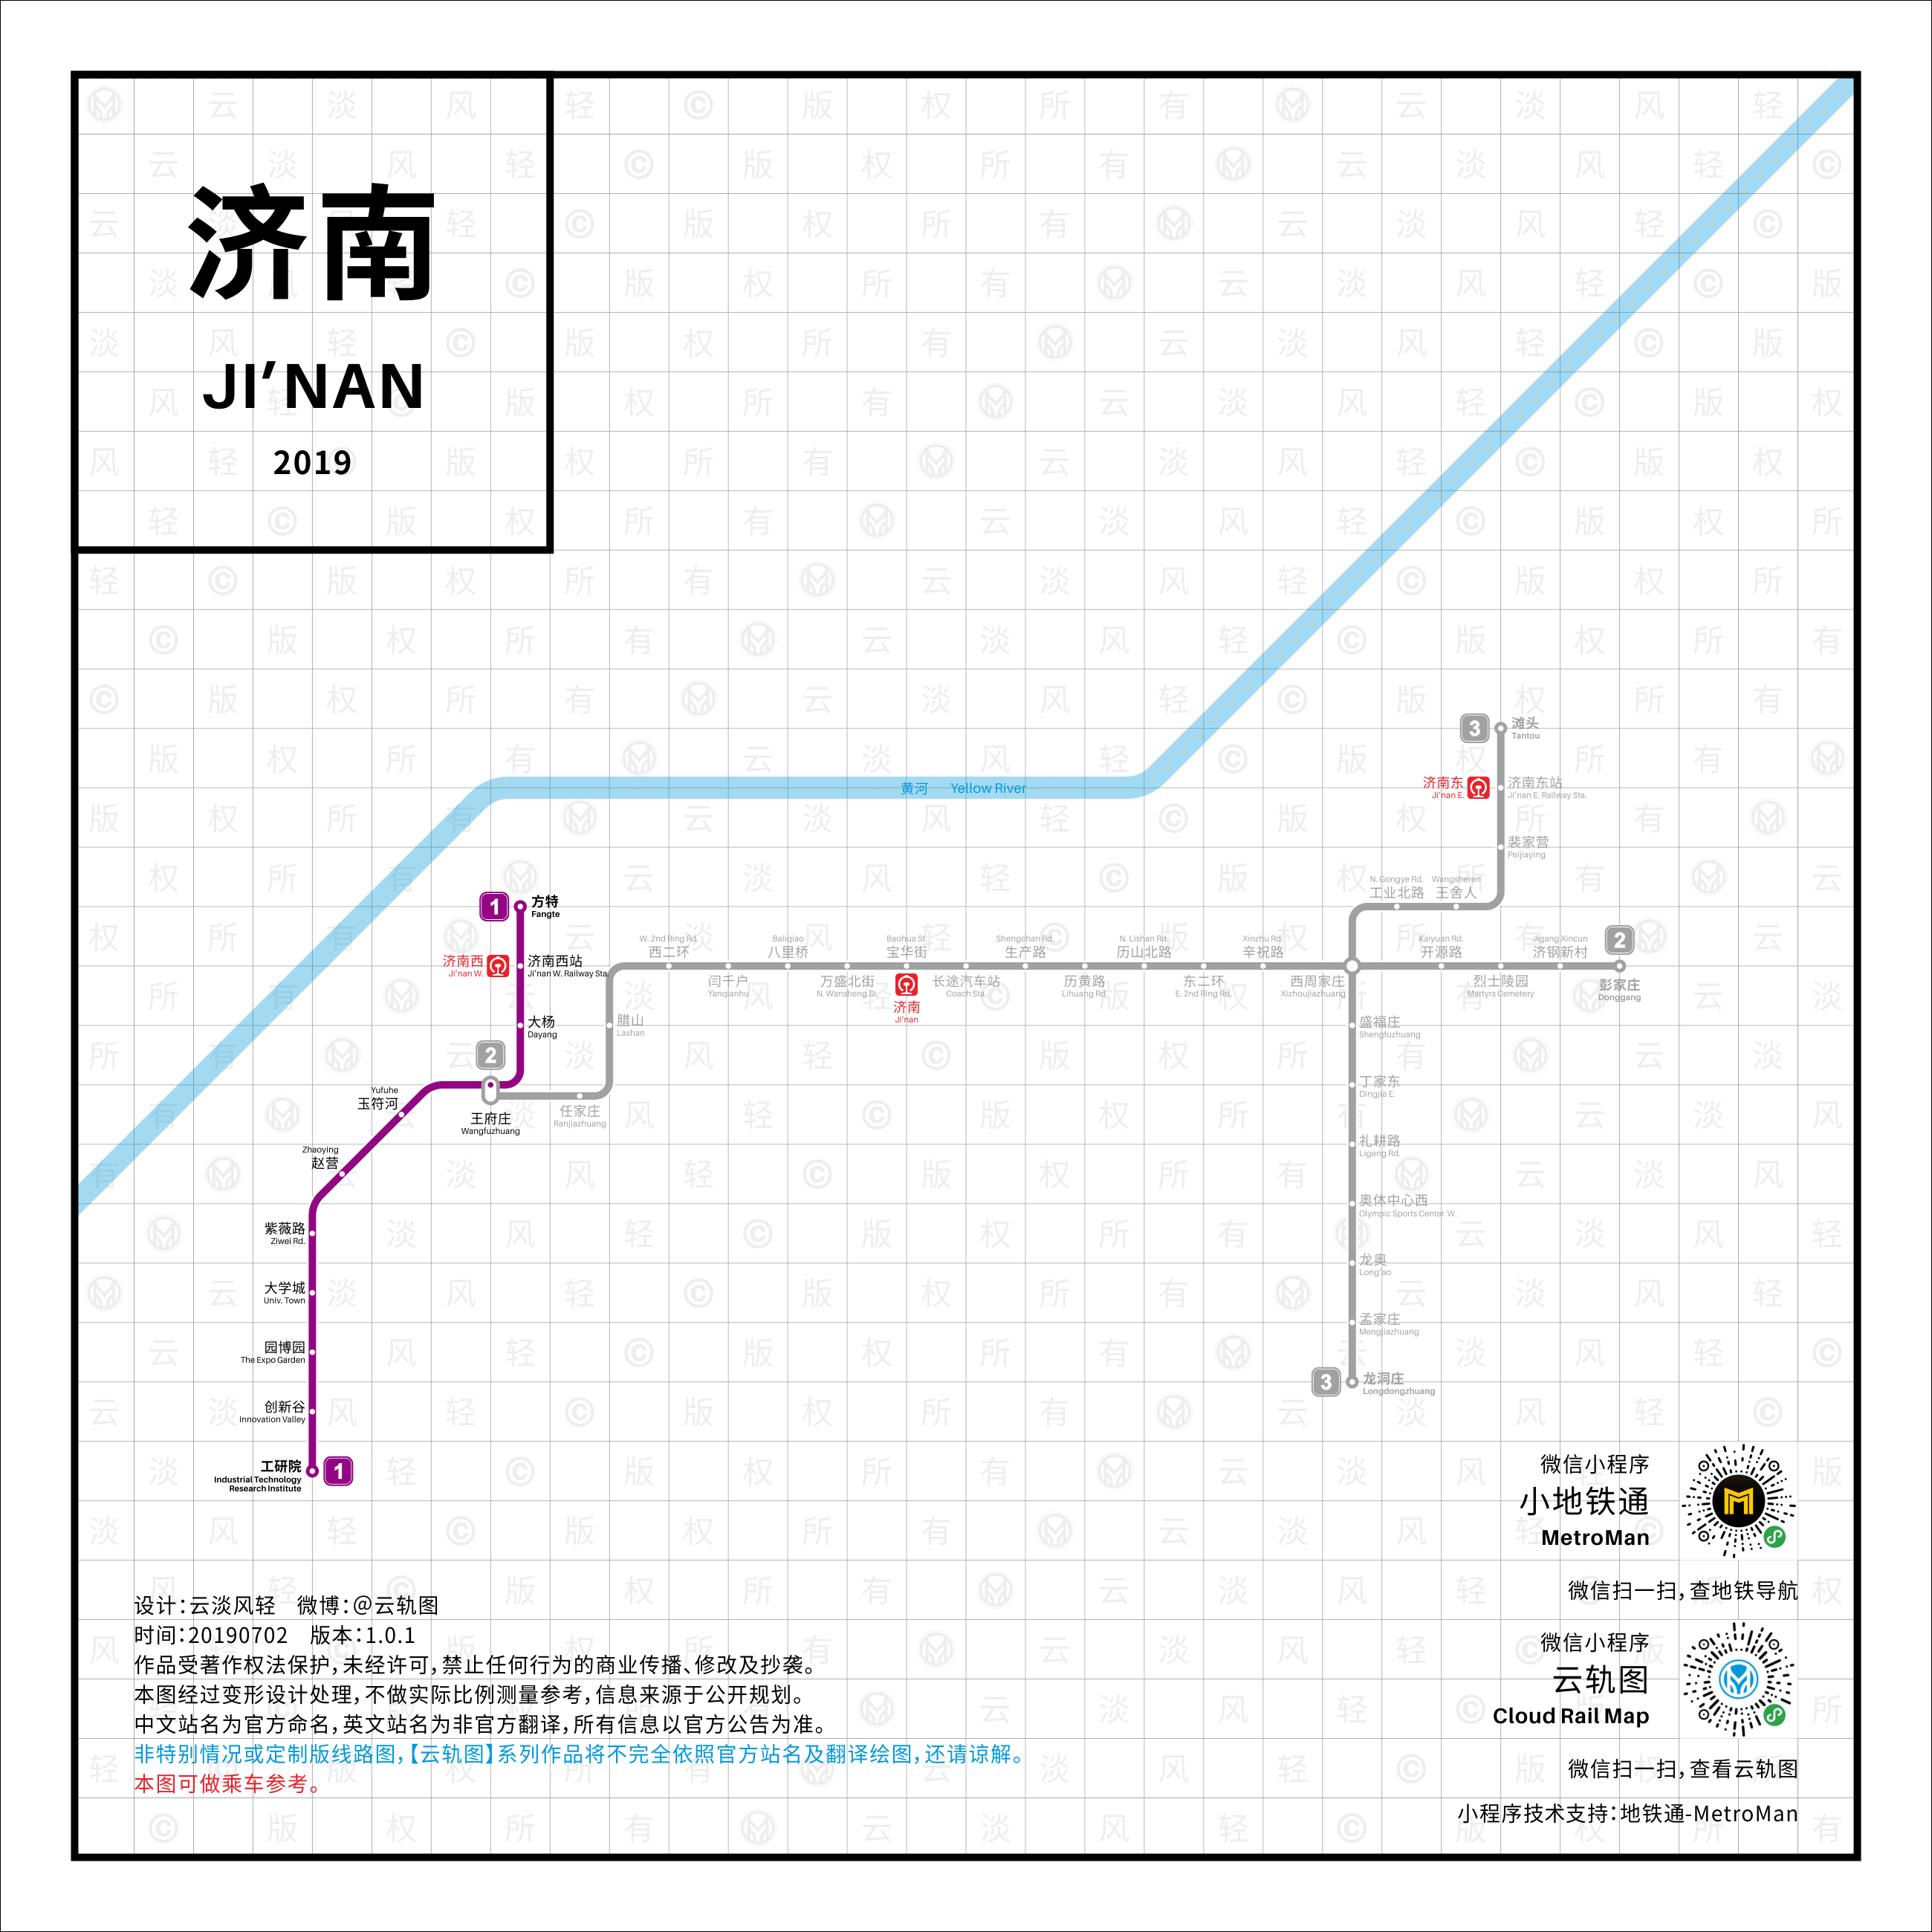 济南
JI'NAN
2019
黄河 Yellow River
3
滩头
Tantou
济南东
Ji'nan E.
济南东站
Ji'nan E. Railway Sta.
裴家营
Peijiaying
N. Gongye Rd.
工业北路
Wangsheren
王舍人
1
方特
Fangte
济南西
Ji'nan W.
济南西站
Ji'nan W. Railway Sta.
大杨
Dayang
2
王府庄
Wangfuzhuang
任家庄
Ranjiazhuang
腊山
Lashan
W. 2nd Ring Rd.
西二环
闫千户
Yanqianhu
Baliqiao
八里桥
万盛北街
N. Wansheng St.
Baohua St.
宝华街
济南
Ji'nan
长途汽车站
Coach Sta.
Shengchan Rd.
生产路
历黄路
Lihuang Rd.
N. Lishan Rd.
历山北路
东二环
E. 2nd Ring Rd.
Xinzhu Rd.
辛祝路
西周家庄
Xizhoujiazhuang
Kaiyuan Rd.
开源路
烈士陵园
Martyrs Cemetery
Jigang Xincun
济钢新村
2
彭家庄
Donggang
盛福庄
Shengfuzhuang
丁家东
Dingjia E.
礼耕路
Ligeng Rd.
奥体中心西
Olympic Sports Center W.
龙奥
Long'ao
孟家庄
Mengjiazhuang
3
龙洞庄
Longdongzhuang
Yufuhe
玉符河
Zhaoying
赵营
紫薇路
Ziwei Rd.
大学城
Univ. Town
园博园
The Expo Garden
创新谷
Innovation Valley
工研院
Industrial Technology
Research Institute
1
微信小程序
小地铁通
MetroMan
微信扫一扫，查地铁导航
微信小程序
云轨图
Cloud Rail Map
微信扫一扫，查看云轨图
小程序技术支持：地铁通-MetroMan
设计：云淡风轻 微博：@云轨图
时间：20190702 版本：1.0.1
作品受著作权法保护，未经许可，禁止任何行为的商业传播、修改及抄袭。
本图经过变形设计处理，不做实际比例测量参考，信息来源于公开规划。
中文站名为官方命名，英文站名为非官方翻译，所有信息以官方公告为准。
非特别情况或定制版线路图，【云轨图】系列作品将不完全依照官方站名及翻译绘图，还请谅解。
本图可做乘车参考。